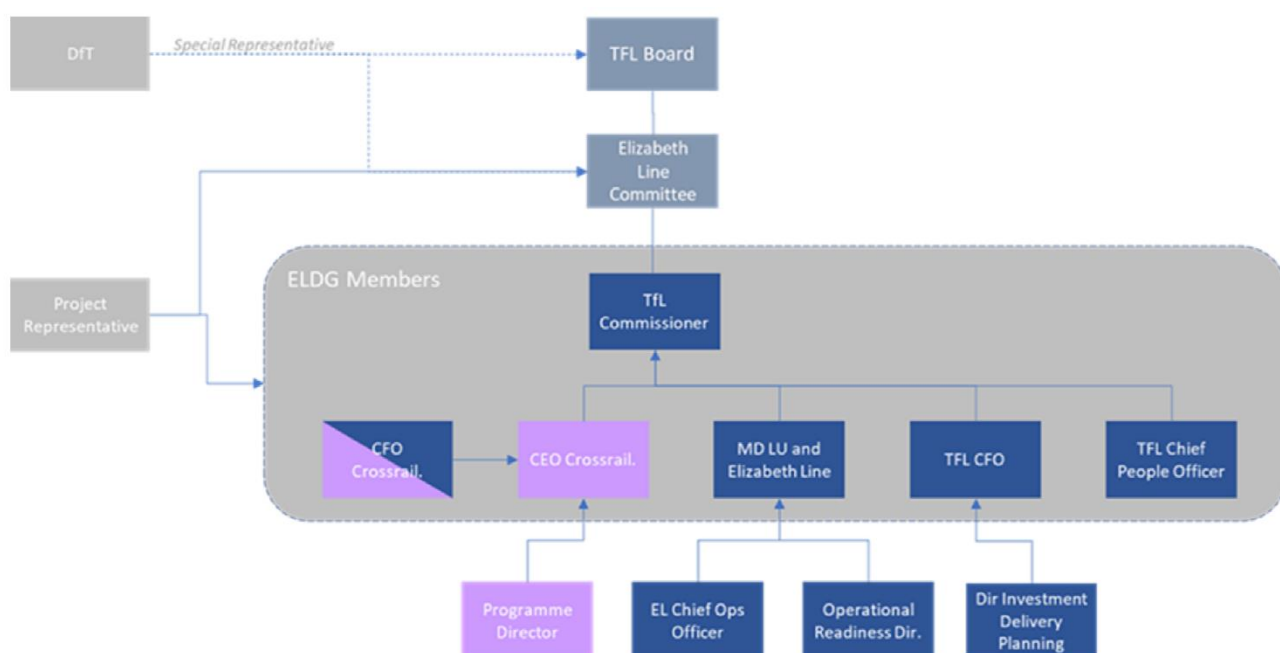 DfT
Special Representative
TFL Board
Elizabeth
Line
Committee
ELDG Members
Project
Representative
TfL
Commissioner
CFO
Crossrail.
CEO Crossrail.
MD LU and
Elizabeth Line
TFL CFO
TFL Chief
People Officer
Programme
Director
EL Chief Ops
Officer
Operational
Readiness Dir.
Dir Investment
Delivery
Planning